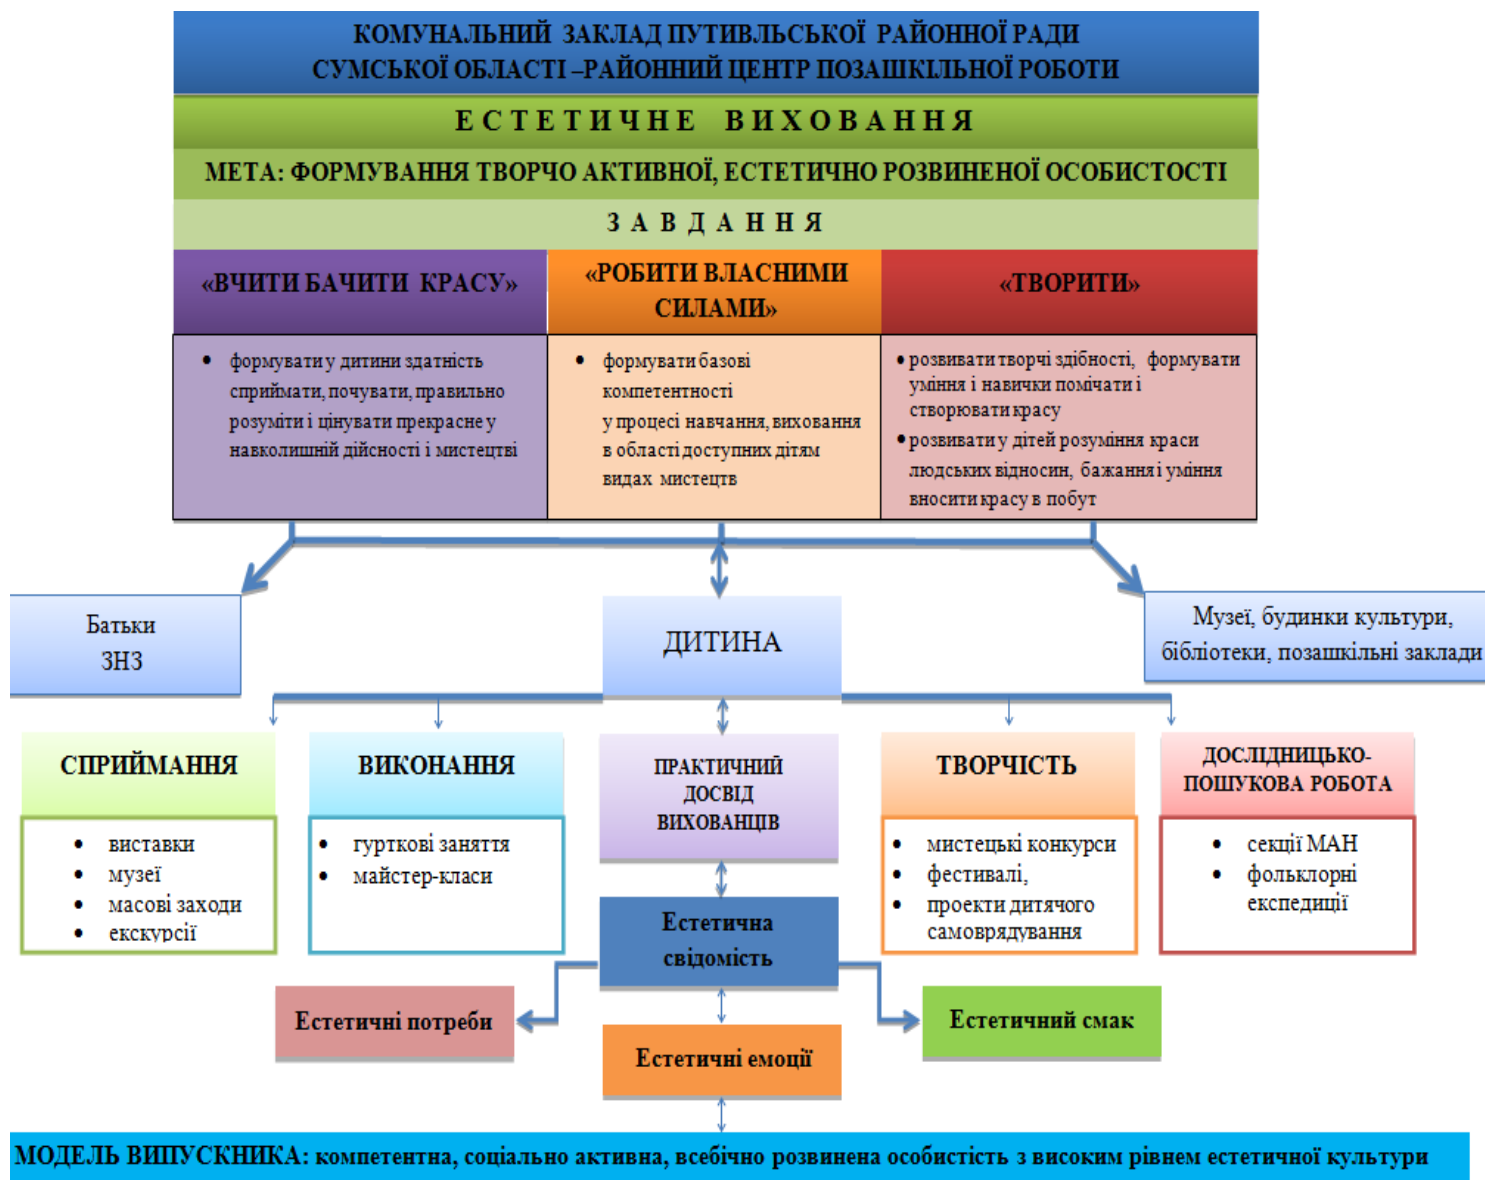 КОМУНАЛЬНИЙ ЗАКЛАД ПУТИВЛЬСЬКОЇ РАЙОННОЇ РАДИ
СУМСЬКОЇ ОБЛАСТІ –РАЙОННИЙ ЦЕНТР ПОЗАШКІЛЬНОЇ РОБОТИ
Е С Т Е Т И Ч Н Е В И Х О В А Н Н Я
МЕТА: ФОРМУВАННЯ ТВОРЧО АКТИВНОЇ, ЕСТЕТИЧНО РОЗВИНЕНОЇ ОСОБИСТОСТІ
З А В Д А Н Н Я
«ВЧИТИ БАЧИТИ КРАСУ»
«РОБИТИ ВЛАСНИМИ
СИЛАМИ»
«ТВОРИТИ»
• формувати у дитини здатність
сприймати, почувати, правильно
розуміти і цінувати прекрасне у
навколишній дійсності і мистецтві
• формувати базові
компетентності
у процесі навчання, виховання
в області доступних дітям
видах мистецтв
• розвивати творчі здібності, формувати
уміння і навички помічати і
створювати красу
• розвивати у дітей розуміння краси
людських відносин, бажання і уміння
вносити красу в побут
Батьки
ЗНЗ
ДИТИНА
Музеї, будинки культури,
бібліотеки, позашкільні заклади
СПРИЙМАННЯ
• виставки
• музеї
• масові заходи
• екскурсії
ВИКОНАННЯ
• гурткові заняття
• майстер-класи
ПРАКТИЧНИЙ
ДОСВІД
ВИХОВАНЦІВ
ТВОРЧІСТЬ
• мистецькі конкурси
• фестивалі,
• проекти дитячого
самоврядування
ДОСЛІДНИЦЬКО-
ПОШУКОВА РОБОТА
• секції МАН
• фольклорні
експедиції
Естетична
свідомість
Естетичні потреби
Естетичний смак
Естетичні емоції
МОДЕЛЬ ВИПУСКНИКА: компетентна, соціально активна, всебічно розвинена особистість з високим рівнем естетичної культури